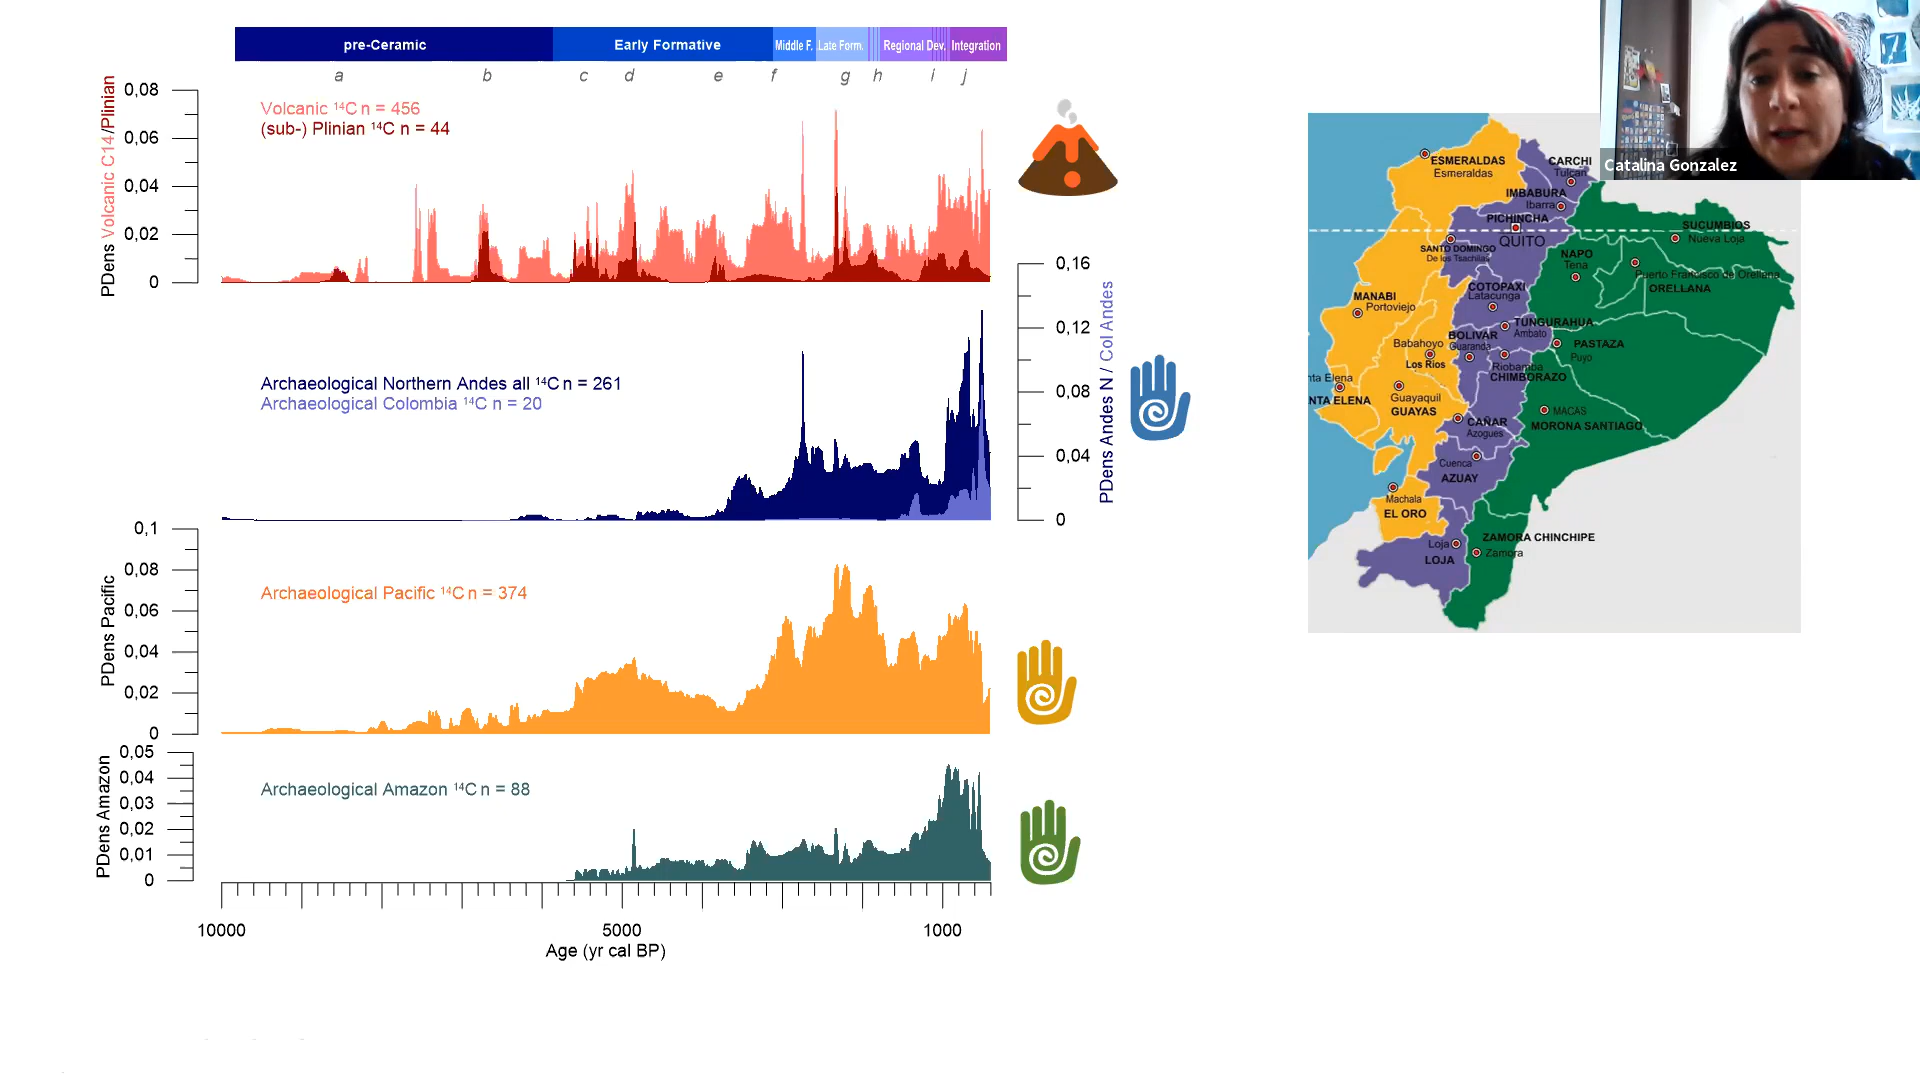 pre-Ceramic Early Formative Middle F. Late Form. Regional Dev. Integration
a b c d e f g h i j
PDens Volcanic C14/Plinian
0,08
0,06
0,04
0,02
0
Volcanic ¹⁴C n = 456
(sub-) Plinian ¹⁴C n = 44
0,16
0,12
0,08
0,04
0
PDens Andes N / Col Andes
Archaeological Northern Andes all ¹⁴C n = 261
Archaeological Colombia ¹⁴C n = 20
PDens Pacific
0,1
0,08
0,06
0,04
0,02
0
Archaeological Pacific ¹⁴C n = 374
PDens Amazon
0,05
0,04
0,03
0,02
0,01
0
Archaeological Amazon ¹⁴C n = 88
10000 5000 1000
Age (yr cal BP)
Catalina Gonzalez
ESMERALDAS
Esmeraldas
CARCHI
Tulcan
IMBABURA
Ibarra
PICHINCHA
QUITO
SANTO DOMINGO
De los Tsachilas
SUCUMBIOS
Nueva Loja
NAPO
Tena
Puerto Francisco de Orellana
ORELLANA
MANABI
Portoviejo
COTOPAXI
Latacunga
TUNGURAHUA
Ambato
BOLIVAR
Guaranda
Babahoyo
Los Rios
PASTAZA
Puyo
Riobamba
CHIMBORAZO
nta Elena
NTA ELENA
Guayaquil
GUAYAS
MACAS
MORONA SANTIAGO
CAÑAR
Azogues
Cuenca
AZUAY
Machala
EL ORO
Loja
LOJA
ZAMORA CHINCHIPE
Zamora